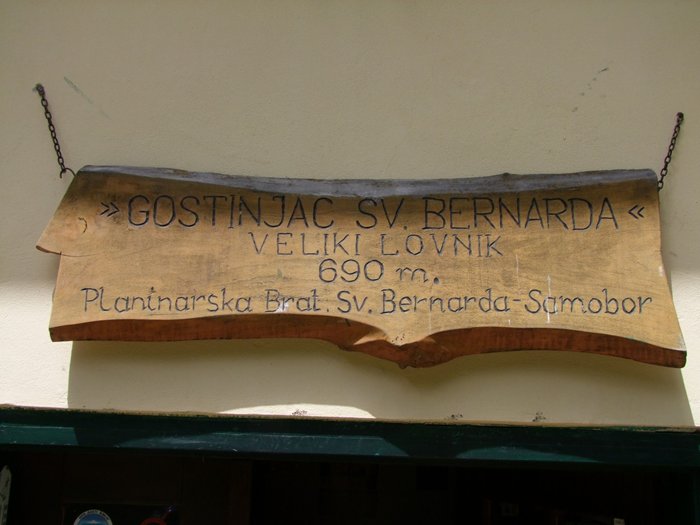 »GOSTINJAC SV. BERNARDA«
VELIKI LOVNIK
690 m.
Planinarska Brat. Sv. Bernarda-Samobor